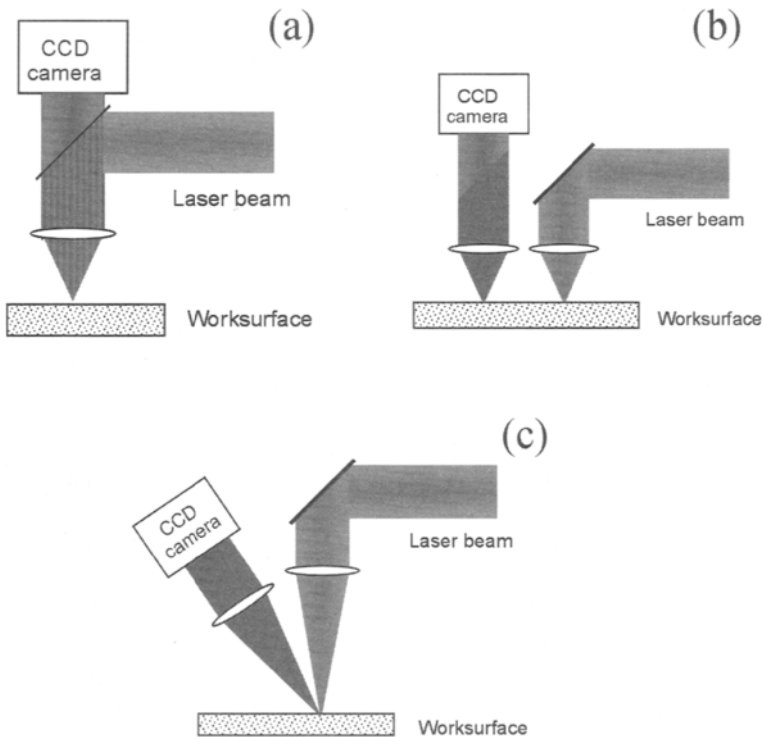 (a)
CCD
camera
Laser beam
Worksurface
(b)
CCD
camera
Laser beam
Worksurface
(c)
CCD
camera
Laser beam
Worksurface